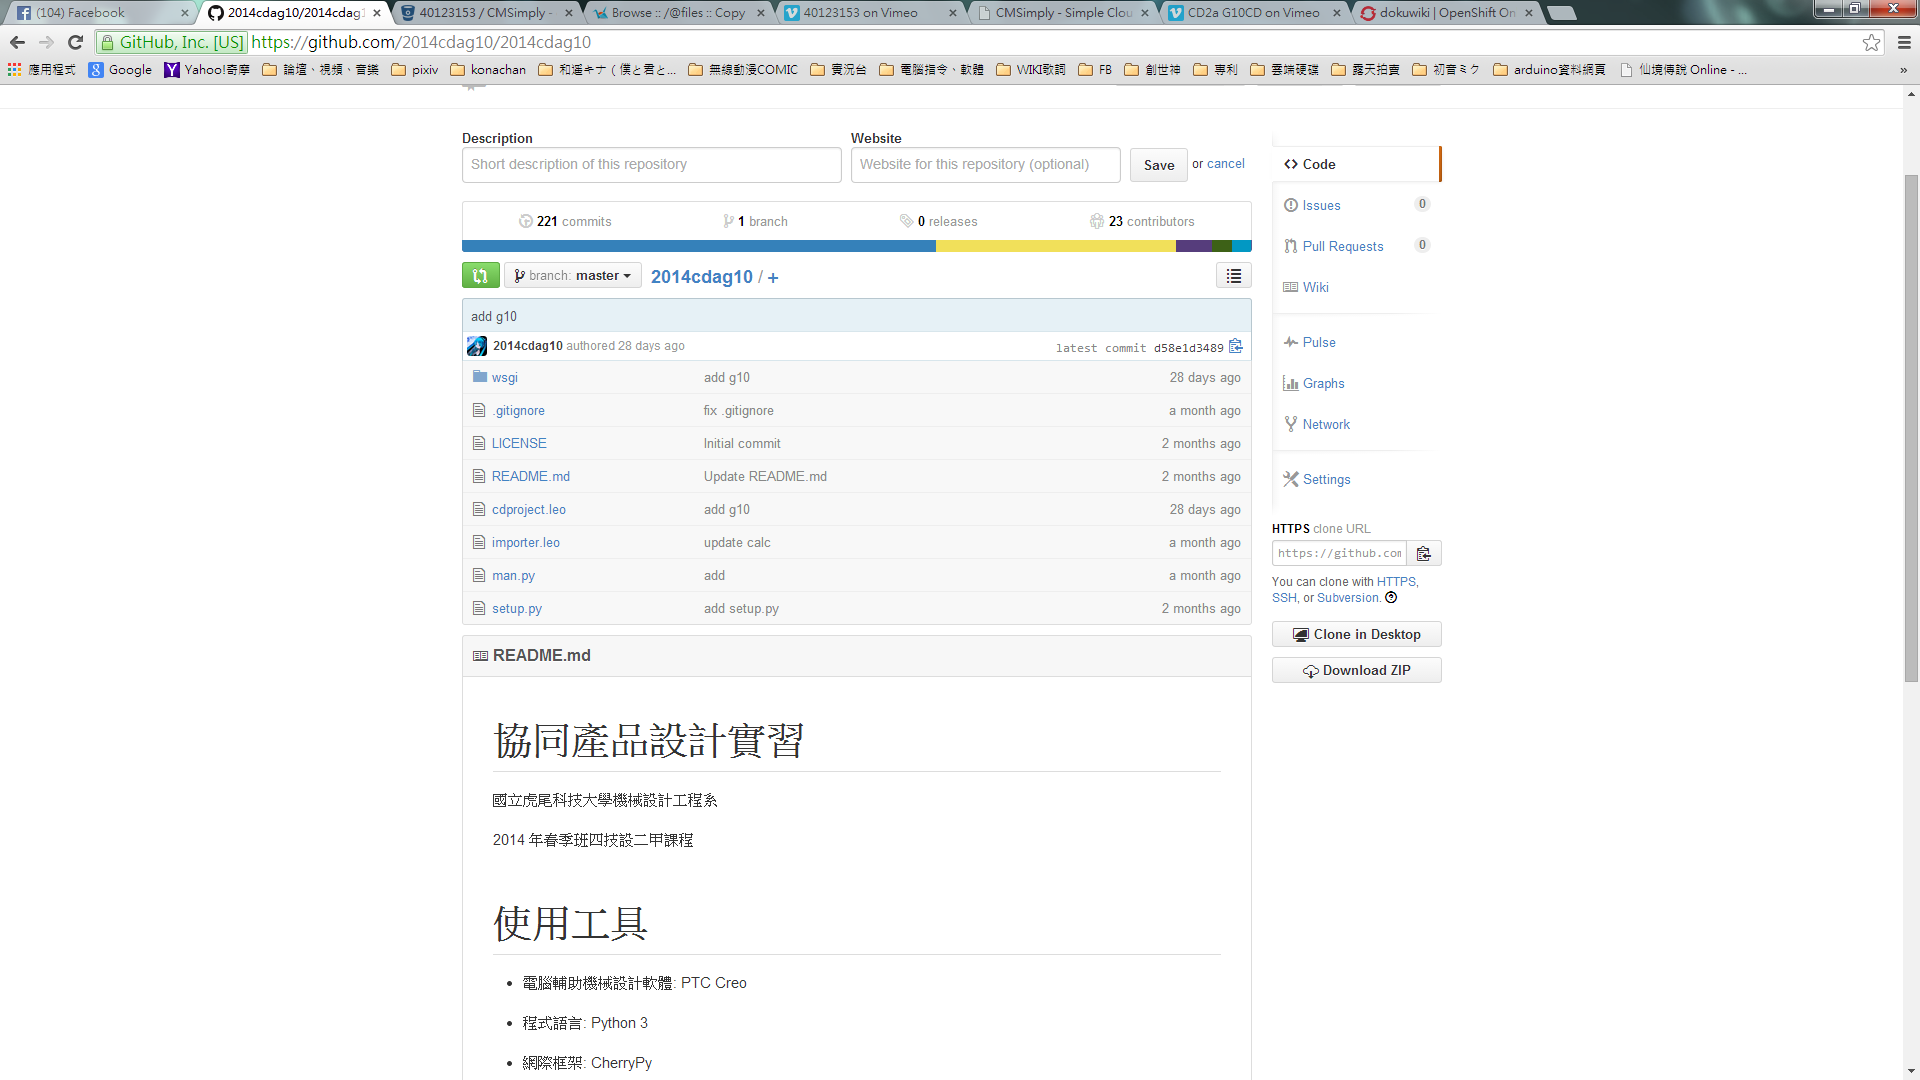 (104) Facebook
2014cdag10/2014cdag1
40123153 / CMSimply -
Browse :: /@files :: Copy
40123153 on Vimeo
CMSimply - Simple Clou
CD2a G10CD on Vimeo
dokuwiki | OpenShift On
GitHub, Inc. [US] https://github.com/2014cdag10/2014cdag10
應用程式 Google Yahoo!奇摩 論壇、視頻、音樂 pixiv konachan 和遥キナ ( 僕と君と... 無線動漫COMIC 實況台 電腦指令、軟體 WIKI歌詞 FB 創世神 專利 雲端硬碟 露天拍賣 初音ミク arduino資料網頁 仙境傳說 Online - ... »
Description
Short description of this repository
Website
Website for this repository (optional)
Save or cancel
221 commits 1 branch 0 releases 23 contributors
branch: master 2014cdag10 / +
add g10
2014cdag10 authored 28 days ago latest commit d58e1d3489
wsgi add g10 28 days ago
.gitignore fix .gitignore a month ago
LICENSE Initial commit 2 months ago
README.md Update README.md 2 months ago
cdproject.leo add g10 28 days ago
importer.leo update calc a month ago
man.py add a month ago
setup.py add setup.py 2 months ago
README.md
協同產品設計實習
國立虎尾科技大學機械設計工程系
2014 年春季班四技設二甲課程
使用工具
• 電腦輔助機械設計軟體: PTC Creo
• 程式語言: Python 3
• 網際框架: CherryPy
Code
Issues 0
Pull Requests 0
Wiki
Pulse
Graphs
Network
Settings
HTTPS clone URL
https://github.com
You can clone with HTTPS,
SSH, or Subversion.
Clone in Desktop
Download ZIP